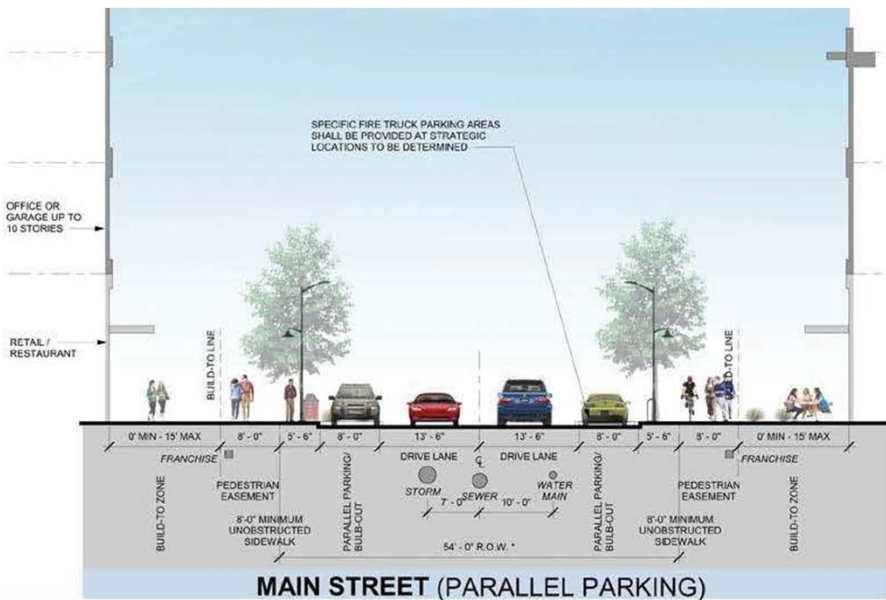 SPECIFIC FIRE TRUCK PARKING AREAS
SHALL BE PROVIDED AT STRATEGIC
LOCATIONS TO BE DETERMINED
OFFICE OR
GARAGE UP TO
10 STORIES
RETAIL /
RESTAURANT
BUILD-TO LINE
BUILD-TO LINE
0' MIN - 15' MAX
8' - 0"
5' - 6"
8' - 0"
13' - 6"
13' - 6"
8' - 0"
5' - 6"
8' - 0"
0' MIN - 15' MAX
FRANCHISE
DRIVE LANE
℄
DRIVE LANE
FRANCHISE
BUILD-TO ZONE
PEDESTRIAN
EASEMENT
PARALLEL PARKING/
BULB-OUT
STORM
SEWER
WATER
MAIN
7' - 0"
10' - 0"
PARALLEL PARKING/
BULB-OUT
PEDESTRIAN
EASEMENT
BUILD-TO ZONE
8'-0" MINIMUM
UNOBSTRUCTED
SIDEWALK
8'-0" MINIMUM
UNOBSTRUCTED
SIDEWALK
54' - 0" R.O.W. *
MAIN STREET (PARALLEL PARKING)